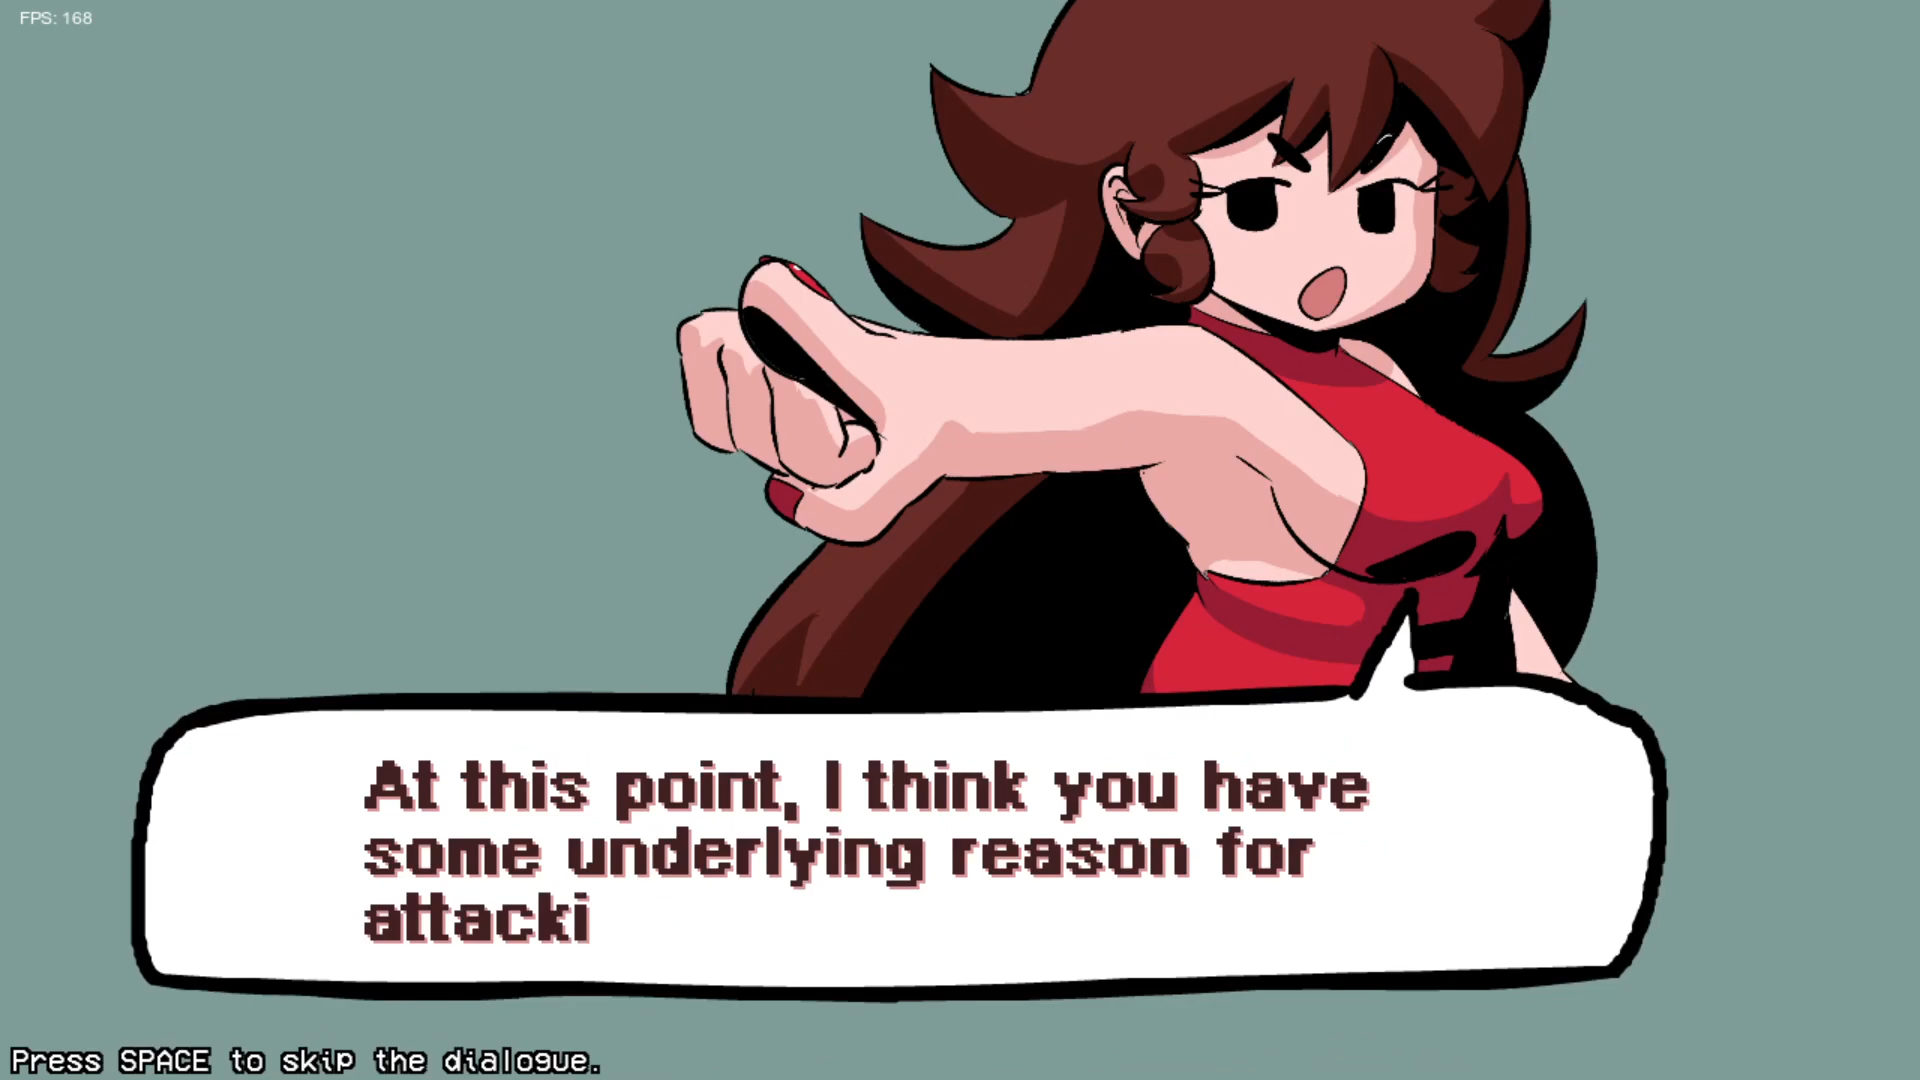 FPS: 168
At this point, I think you have
some underlying reason for
attacki
Press SPACE to skip the dialogue.